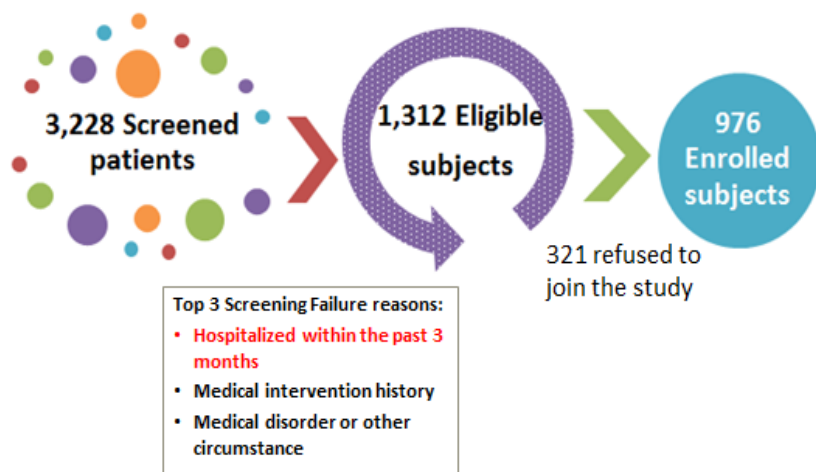 3,228 Screened
patients
1,312 Eligible
subjects
976
Enrolled
subjects
321 refused to
join the study
Top 3 Screening Failure reasons:
• Hospitalized within the past 3
months
• Medical intervention history
• Medical disorder or other
circumstance